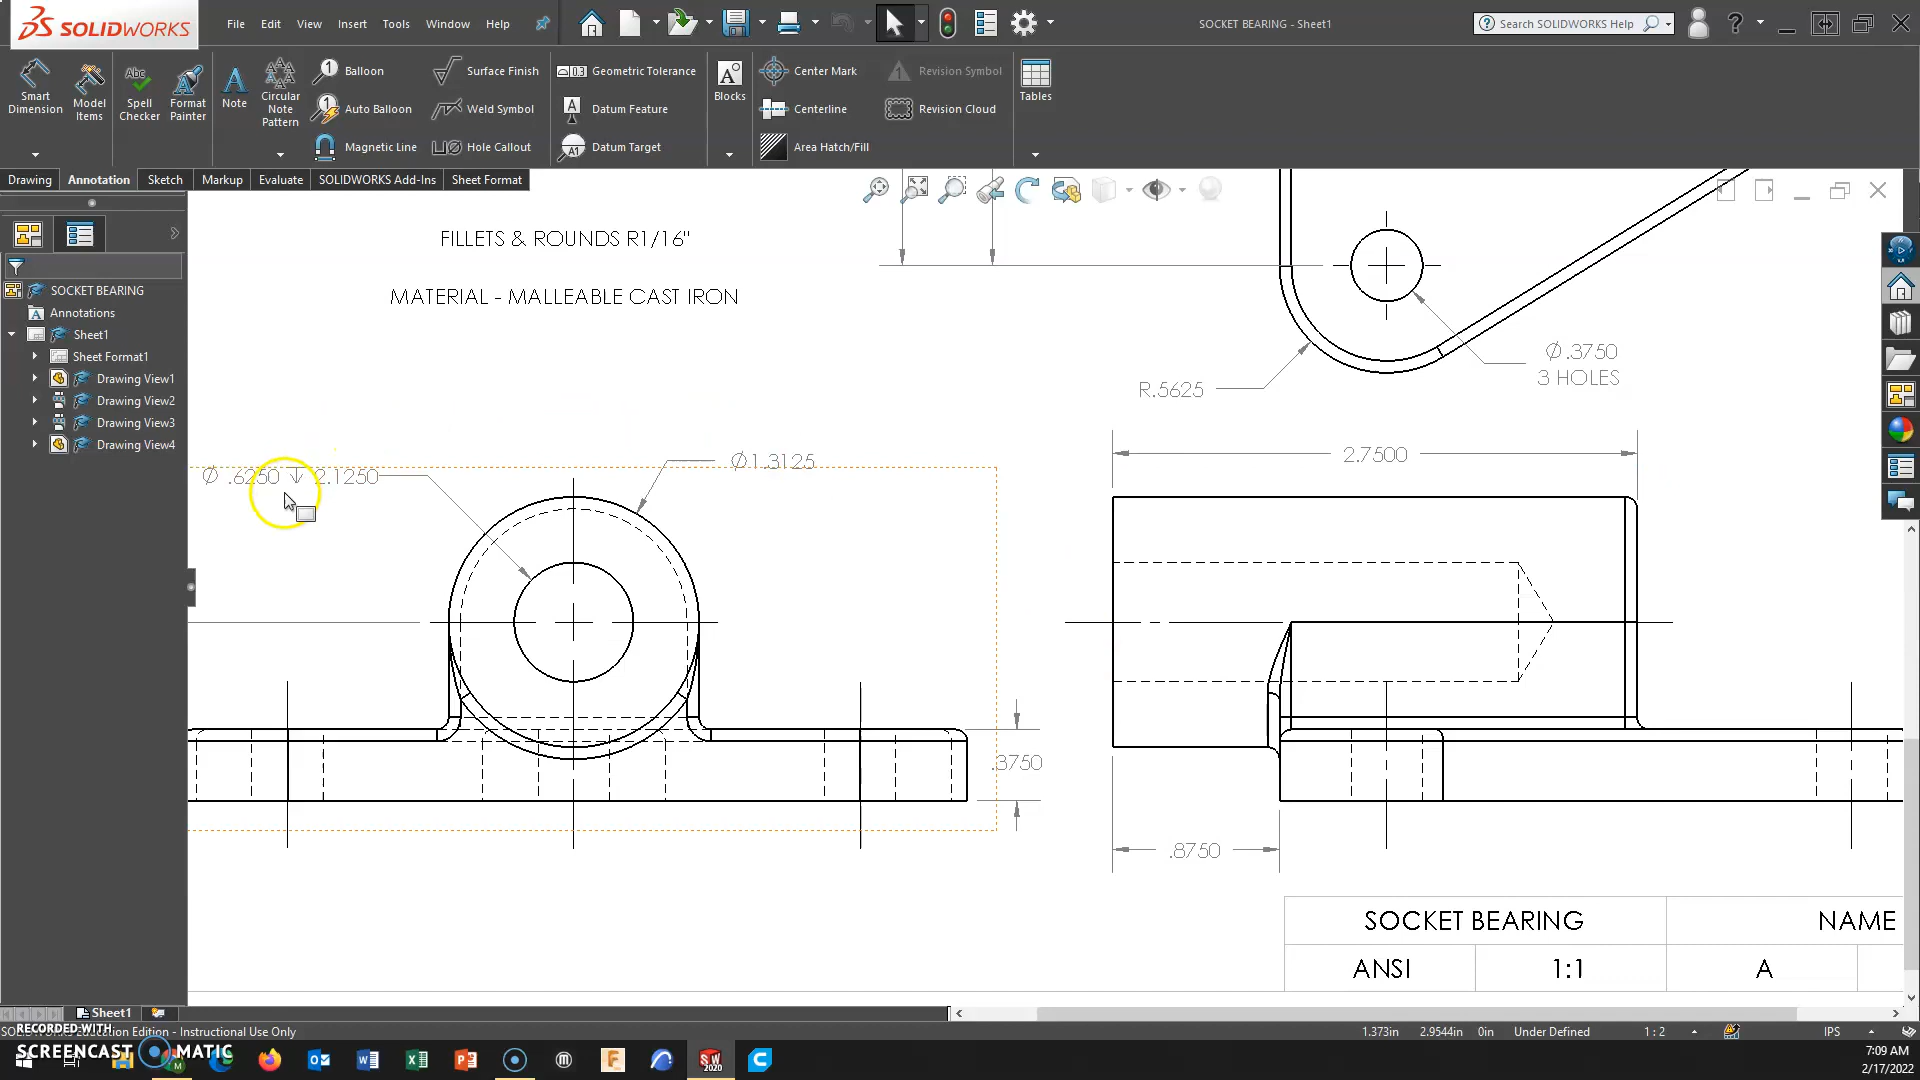 SOLIDWORKS
File Edit View Insert Tools Window Help
SOCKET BEARING - Sheet1
Search SOLIDWORKS Help
Smart Dimension
Model Items
Spell Checker
Format Painter
Note
Circular Note Pattern
Balloon
Auto Balloon
Magnetic Line
Surface Finish
Weld Symbol
Hole Callout
Geometric Tolerance
Datum Feature
Datum Target
Blocks
Center Mark
Centerline
Area Hatch/Fill
Revision Symbol
Revision Cloud
Tables
Drawing Annotation Sketch Markup Evaluate SOLIDWORKS Add-Ins Sheet Format
SOCKET BEARING
Annotations
Sheet1
Sheet Format1
Drawing View1
Drawing View2
Drawing View3
Drawing View4
FILLETS & ROUNDS R1/16"
MATERIAL - MALLEABLE CAST IRON
Ø .3750
3 HOLES
R.5625
Ø .6250 ↧ 2.1250
Ø1.3125
2.7500
.3750
.8750
SOCKET BEARING NAME
ANSI 1:1 A
Sheet1
SOLIDWORKS Education Edition - Instructional Use Only
1.373in 2.9544in 0in Under Defined 1 : 2 IPS
RECORDED WITH
SCREENCAST MATIC
7:09 AM
2/17/2022